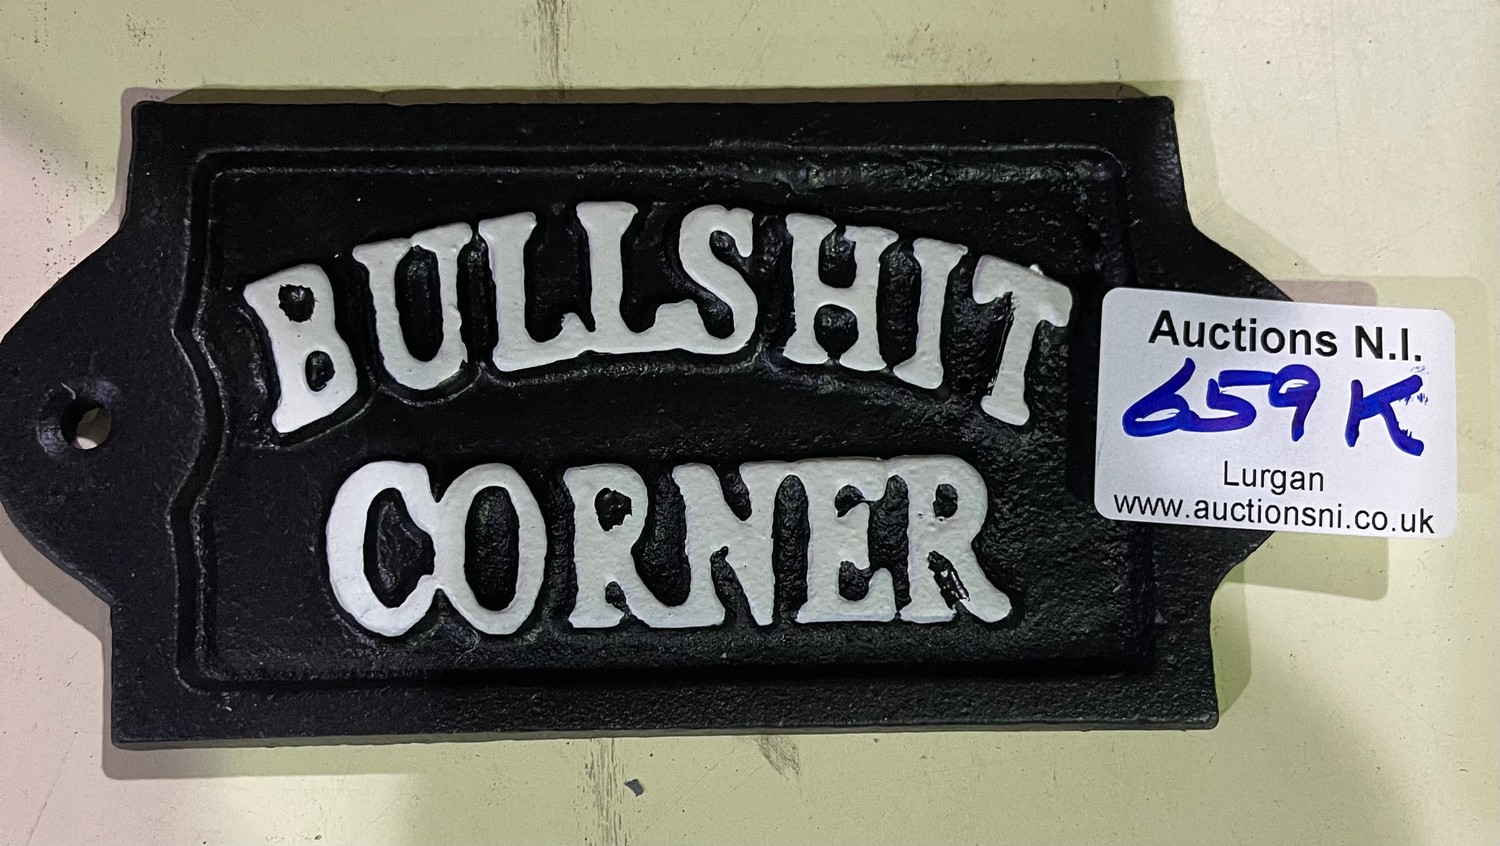 BULLSHIT
CORNER
Auctions N.I.
659 K
Lurgan
www.auctionsni.co.uk